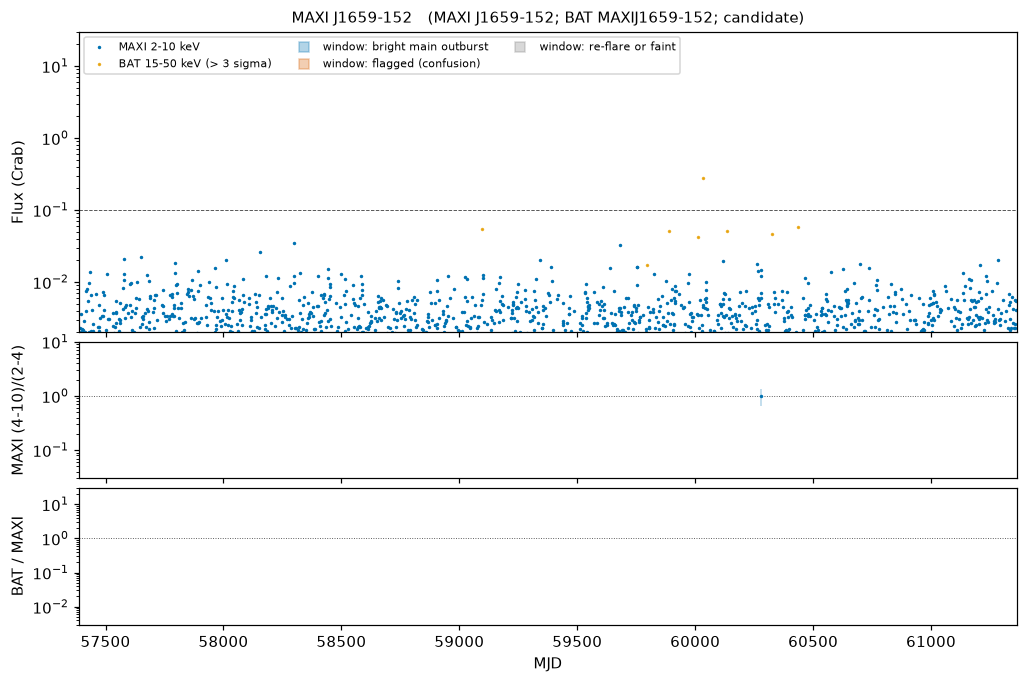 MAXI J1659-152 (MAXI J1659-152; BAT MAXIJ1659-152; candidate)
MAXI 2-10 keV
BAT 15-50 keV (> 3 sigma)
window: bright main outburst
window: flagged (confusion)
window: re-flare or faint
Flux (Crab)
10¹
10⁰
10⁻¹
10⁻²
MAXI (4-10)/(2-4)
10¹
10⁰
10⁻¹
BAT / MAXI
10¹
10⁰
10⁻¹
10⁻²
57500 58000 58500 59000 59500 60000 60500 61000
MJD